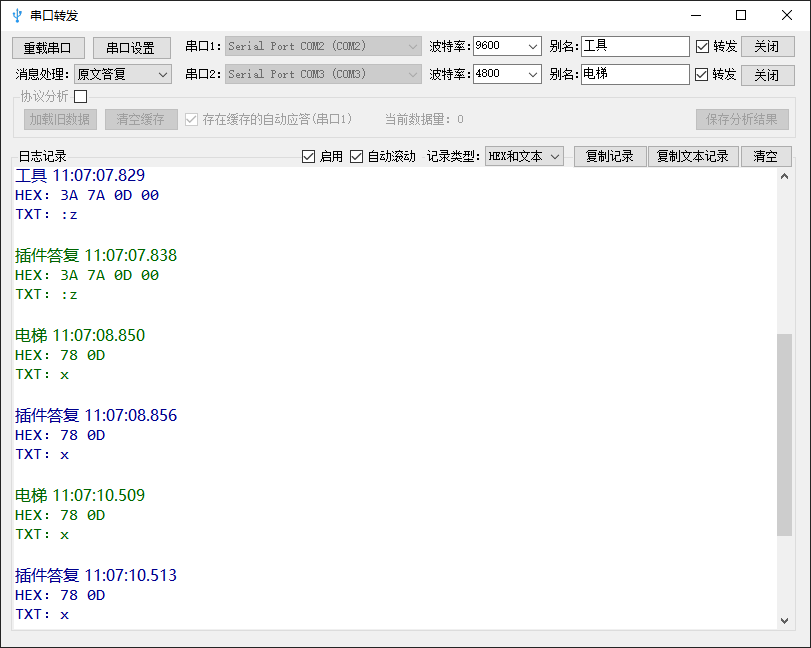 串口转发
重载串口 串口设置 串口1: Serial Port COM2 (COM2) 波特率: 9600 别名: 工具 转发 关闭
消息处理: 原文答复 串口2: Serial Port COM3 (COM3) 波特率: 4800 别名: 电梯 转发 关闭
协议分析
加载旧数据 清空缓存 存在缓存的自动应答(串口1) 当前数据量: 0 保存分析结果
日志记录 启用 自动滚动 记录类型: HEX和文本 复制记录 复制文本记录 清空
工具 11:07:07.829
HEX: 3A 7A 0D 00
TXT: :z
插件答复 11:07:07.838
HEX: 3A 7A 0D 00
TXT: :z
电梯 11:07:08.850
HEX: 78 0D
TXT: x
插件答复 11:07:08.856
HEX: 78 0D
TXT: x
电梯 11:07:10.509
HEX: 78 0D
TXT: x
插件答复 11:07:10.513
HEX: 78 0D
TXT: x